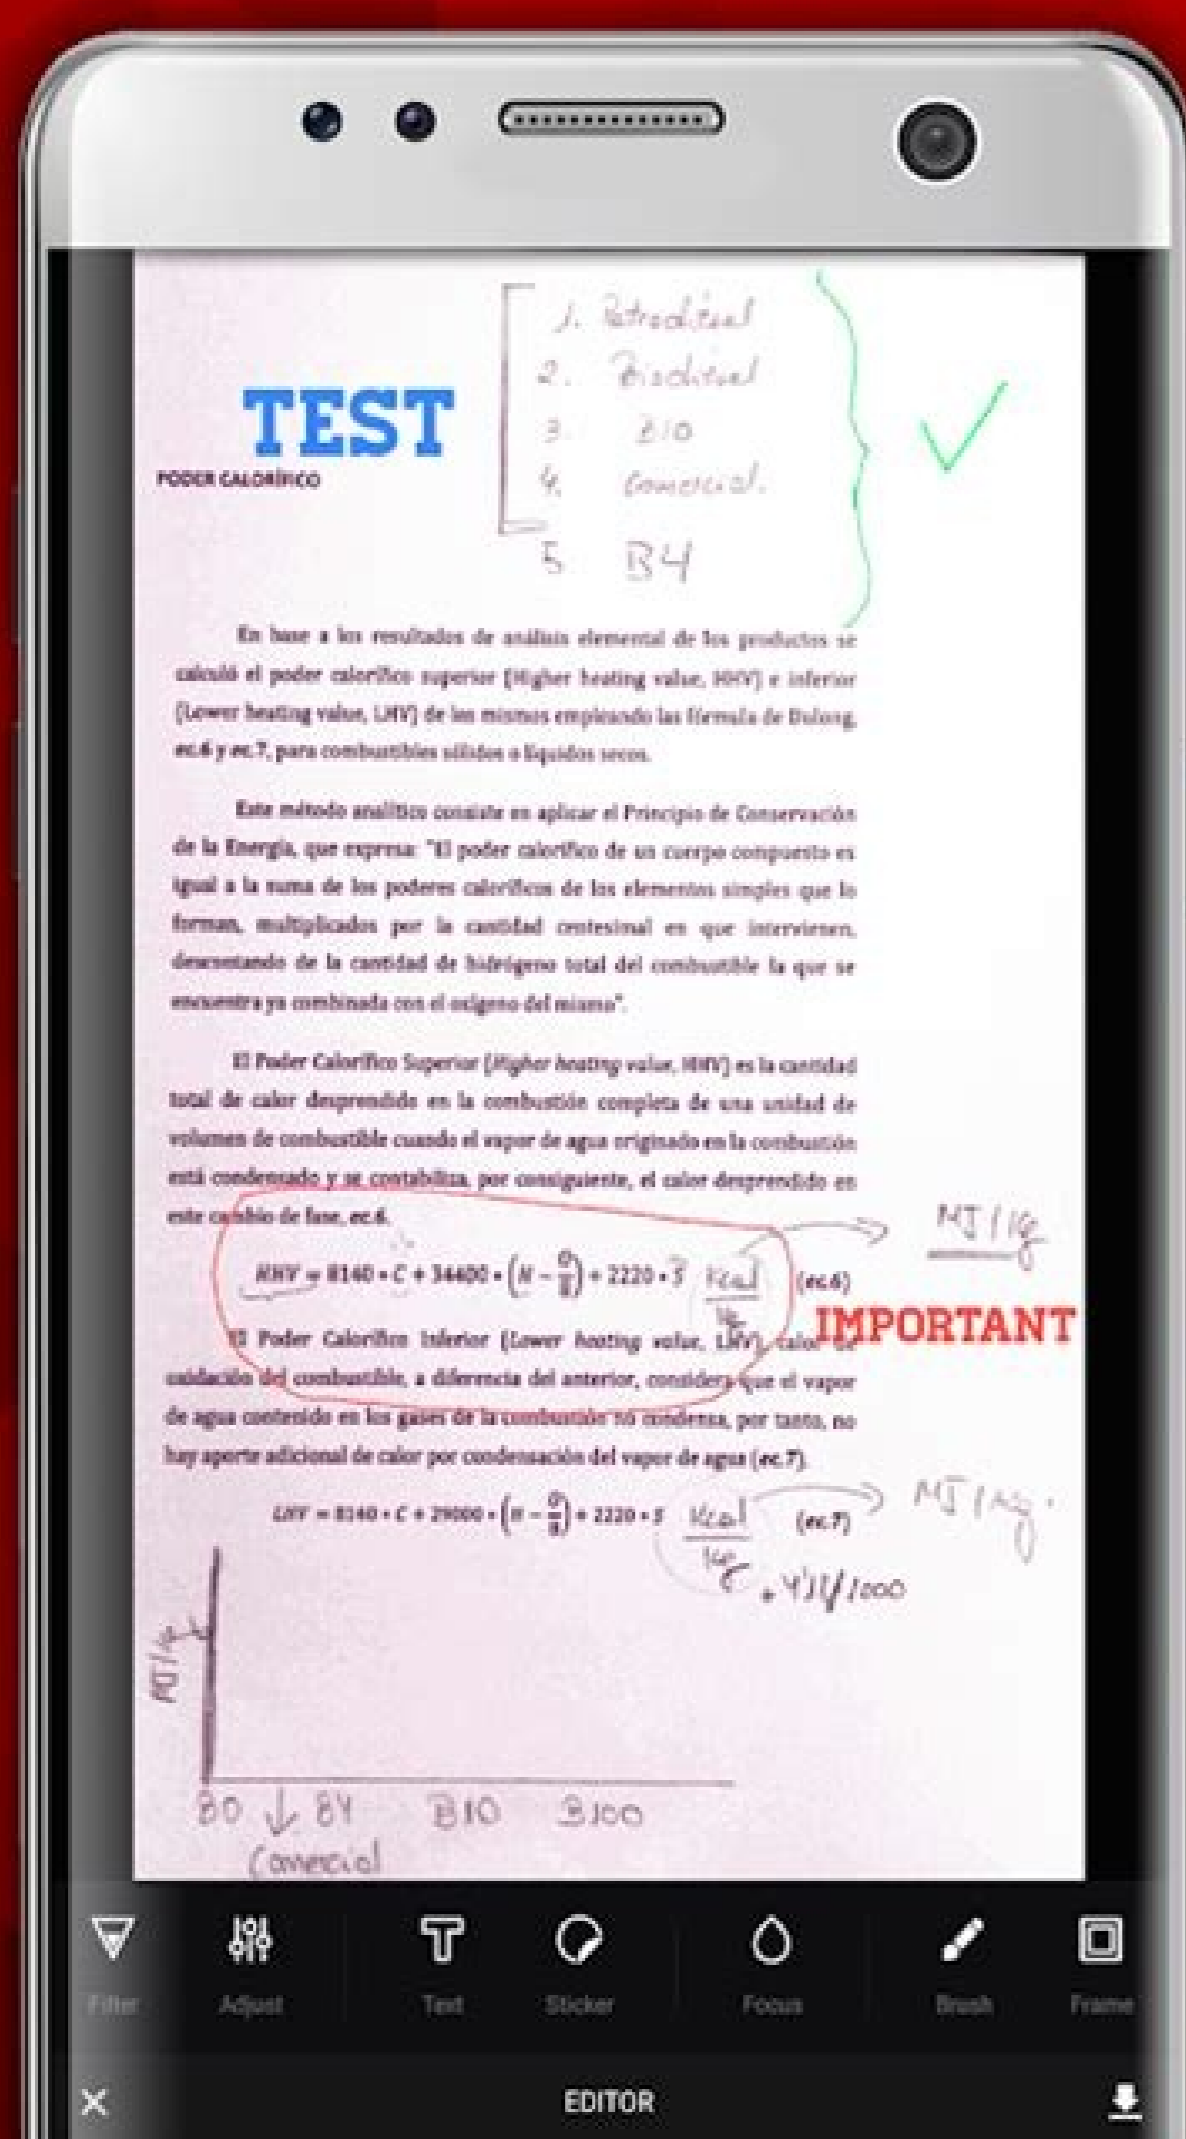 1. Petrodiesel
2. Biodiesel
TEST
3. B10
PODER CALORÍFICO
4. Comercial.
5. B4
En base a los resultados de análisis elemental de los productos se
calculó el poder calorífico superior (Higher heating value, HHV) e inferior
(Lower heating value, LHV) de los mismos empleando las fórmula de Dulong,
ec.6 y ec.7, para combustibles sólidos o líquidos secos.
Este método analítico consiste en aplicar el Principio de Conservación
de la Energía, que expresa: "El poder calorífico de un cuerpo compuesto es
igual a la suma de los poderes caloríficos de los elementos simples que lo
forman, multiplicados por la cantidad centesimal en que intervienen,
descontando de la cantidad de hidrógeno total del combustible la que se
encuentra ya combinada con el oxígeno del mismo".
El Poder Calorífico Superior (Higher heating value, HHV) es la cantidad
total de calor desprendido en la combustión completa de una unidad de
volumen de combustible cuando el vapor de agua originado en la combustión
está condensado y se contabiliza, por consiguiente, el calor desprendido en
este cambio de fase, ec.6.
MJ/Kg
HHV = 8140 * C + 34400 * (H - O/8) + 2220 * S Kcal/Kg (ec.6)
IMPORTANT
El Poder Calorífico Inferior (Lower heating value, LHV), calor de
oxidación del combustible, a diferencia del anterior, considera que el vapor
de agua contenido en los gases de la combustión no condensa, por tanto, no
hay aporte adicional de calor por condensación del vapor de agua (ec.7).
LHV = 8140 * C + 29000 * (H - O/8) + 2220 * S Kcal/Kg (ec.7) MJ/Kg
/1000
MJ/Kg
B0 B4 B10 B100
Comercial
Filter Adjust Text Sticker Focus Brush Frame
EDITOR